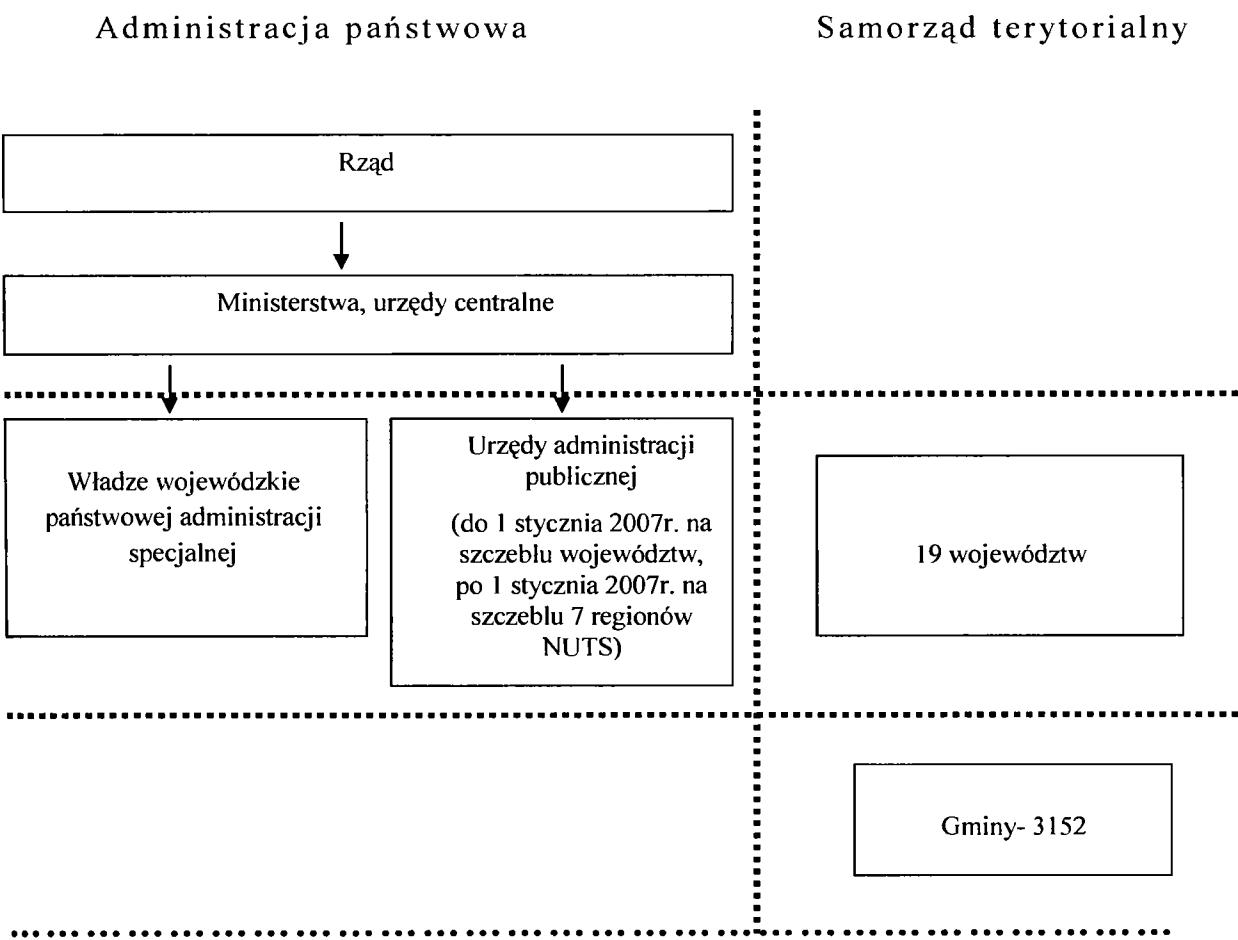 Administracja państwowa
Samorząd terytorialny
Rząd
Ministerstwa, urzędy centralne
Władze wojewódzkie
państwowej administracji
specjalnej
Urzędy administracji
publicznej
(do 1 stycznia 2007r. na
szczeblu województw,
po 1 stycznia 2007r. na
szczeblu 7 regionów
NUTS)
19 województw
Gminy- 3152